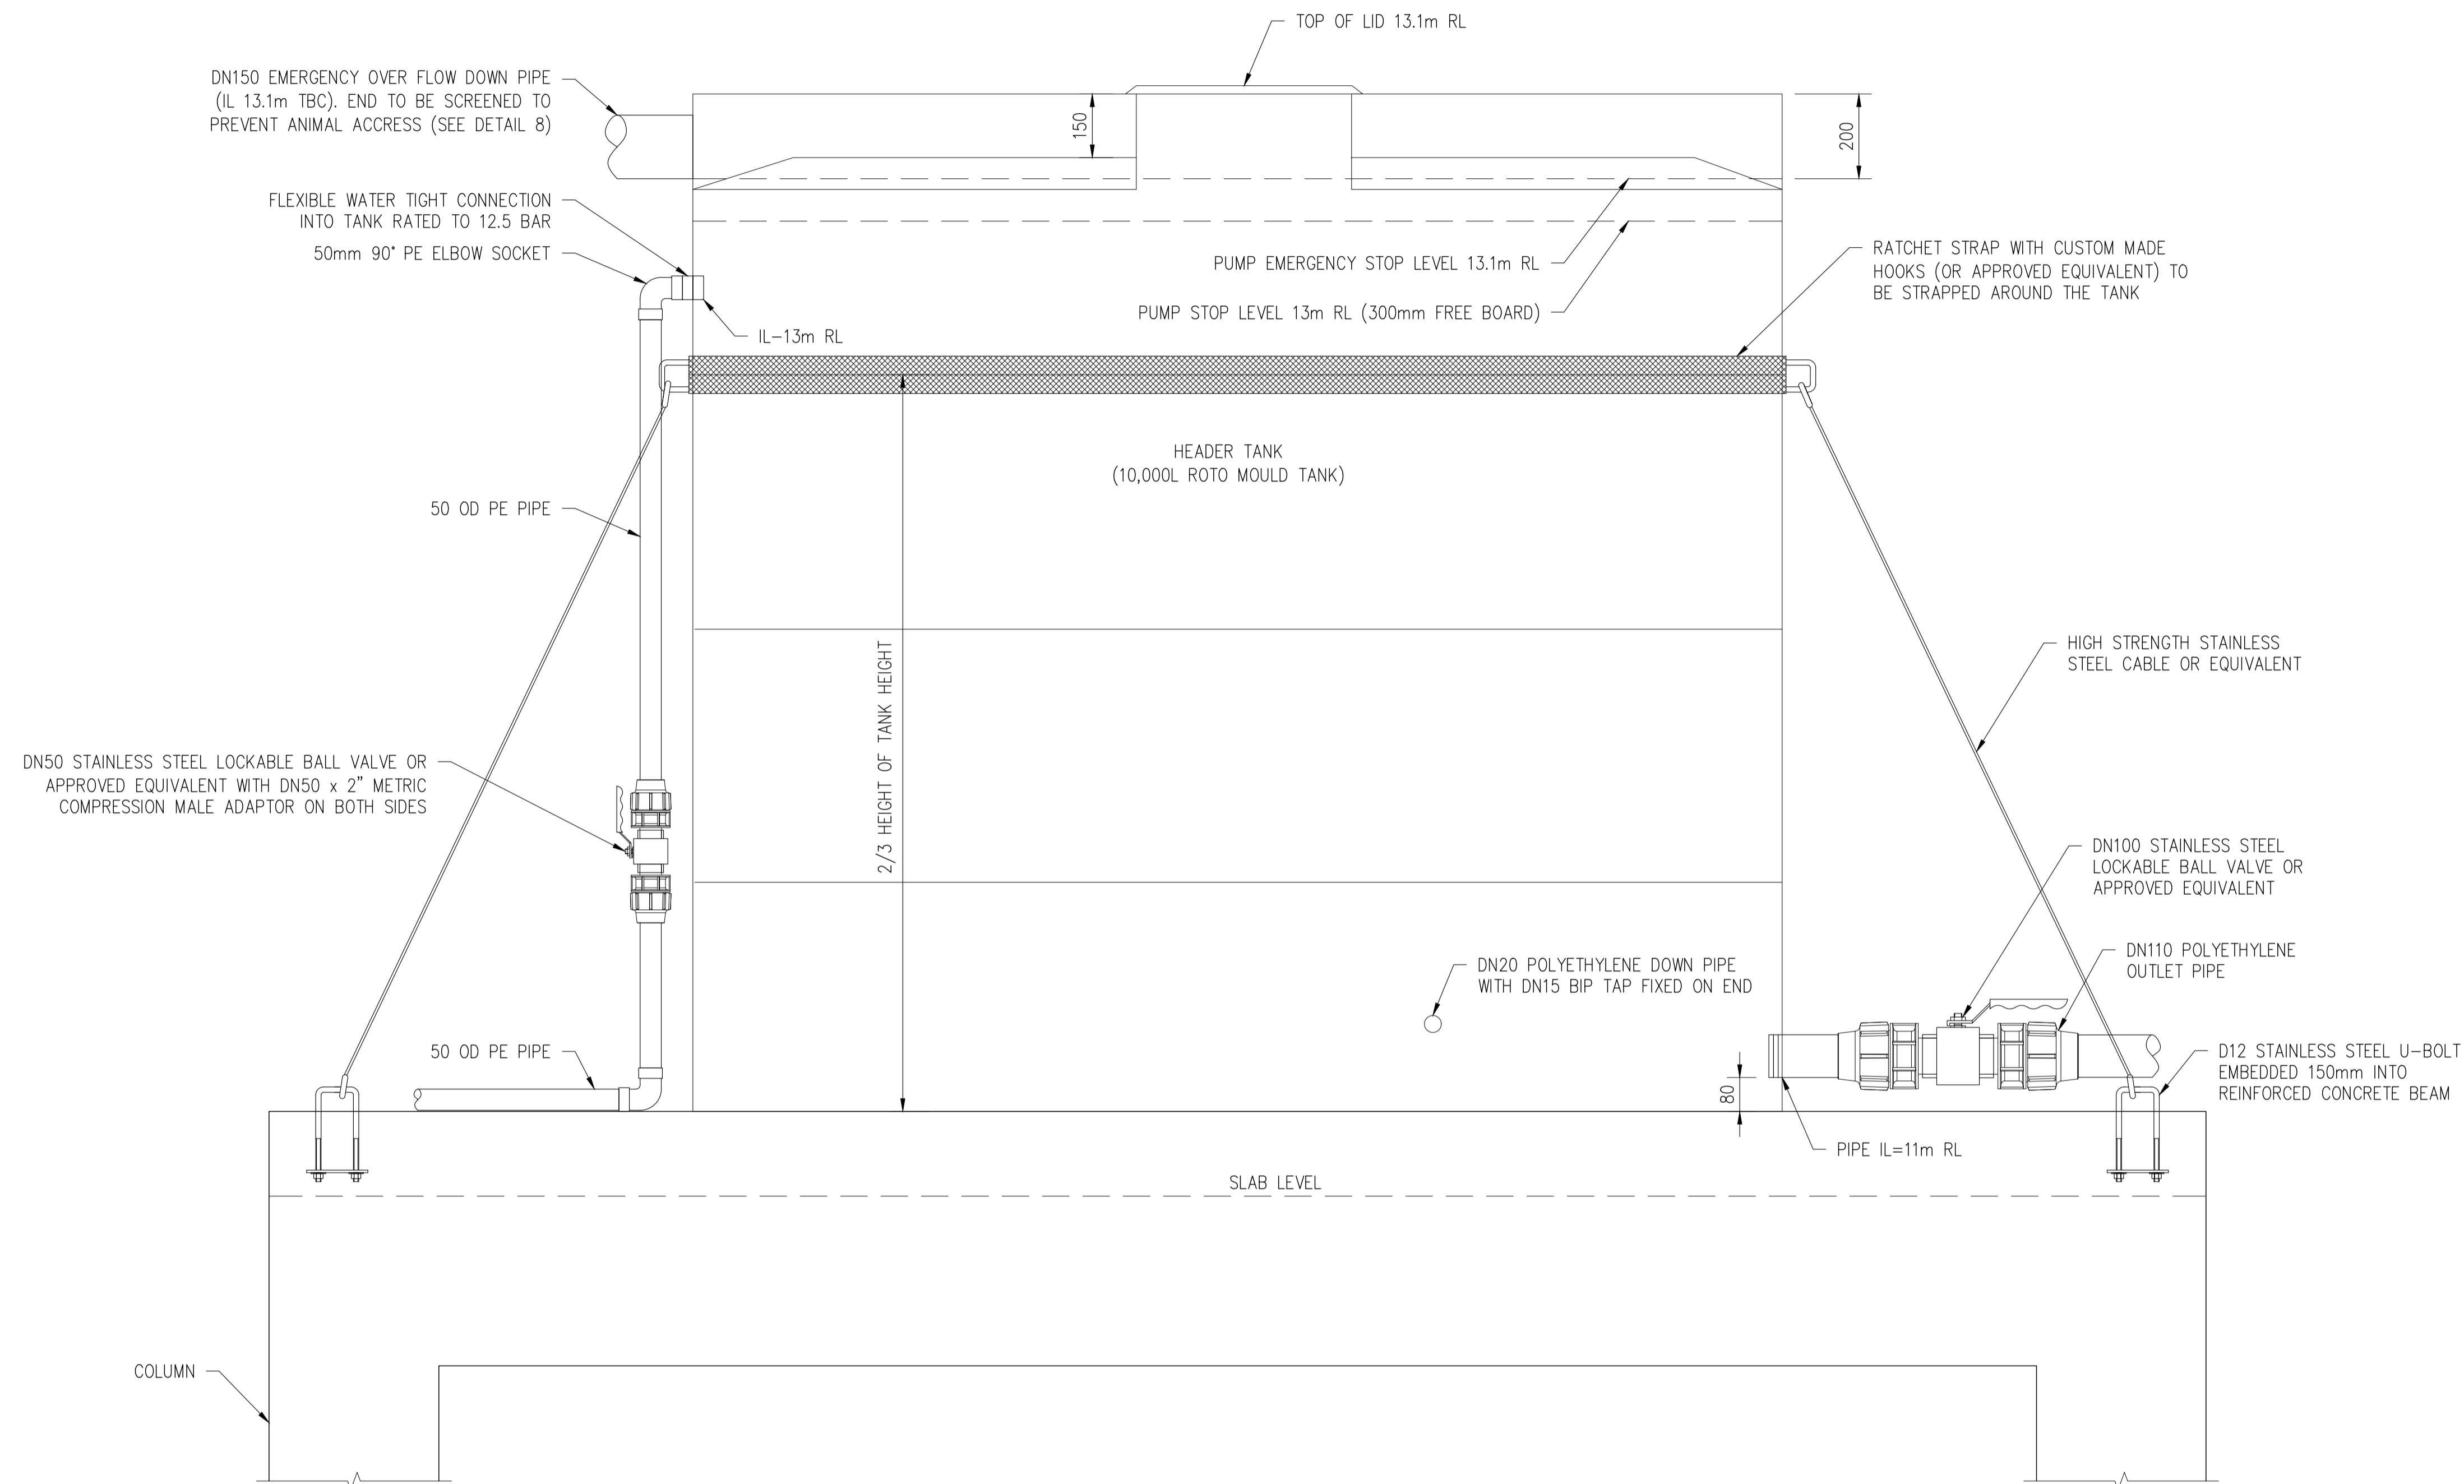 TOP OF LID 13.1m RL
DN150 EMERGENCY OVER FLOW DOWN PIPE
(IL 13.1m TBC). END TO BE SCREENED TO
PREVENT ANIMAL ACCRESS (SEE DETAIL 8)
150
200
FLEXIBLE WATER TIGHT CONNECTION
INTO TANK RATED TO 12.5 BAR
50mm 90° PE ELBOW SOCKET
PUMP EMERGENCY STOP LEVEL 13.1m RL
PUMP STOP LEVEL 13m RL (300mm FREE BOARD)
RATCHET STRAP WITH CUSTOM MADE
HOOKS (OR APPROVED EQUIVALENT) TO
BE STRAPPED AROUND THE TANK
IL-13m RL
HEADER TANK
(10,000L ROTO MOULD TANK)
50 OD PE PIPE
2/3 HEIGHT OF TANK HEIGHT
HIGH STRENGTH STAINLESS
STEEL CABLE OR EQUIVALENT
DN50 STAINLESS STEEL LOCKABLE BALL VALVE OR
APPROVED EQUIVALENT WITH DN50 x 2" METRIC
COMPRESSION MALE ADAPTOR ON BOTH SIDES
DN100 STAINLESS STEEL
LOCKABLE BALL VALVE OR
APPROVED EQUIVALENT
DN20 POLYETHYLENE DOWN PIPE
WITH DN15 BIP TAP FIXED ON END
DN110 POLYETHYLENE
OUTLET PIPE
50 OD PE PIPE
80
D12 STAINLESS STEEL U-BOLT
EMBEDDED 150mm INTO
REINFORCED CONCRETE BEAM
PIPE IL=11m RL
SLAB LEVEL
COLUMN